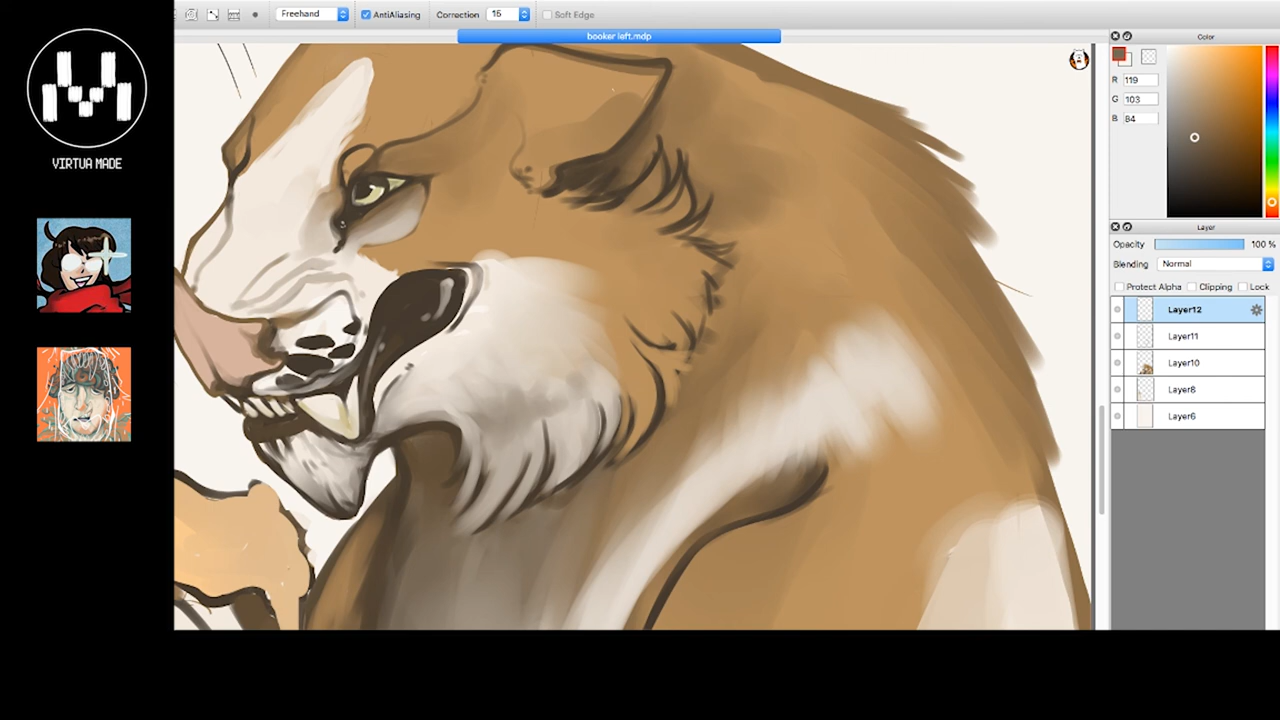 Freehand
AntiAliasing
Correction
15
Soft Edge
booker left.mdp
VIRTUA MADE
Color
R
119
G
103
B
84
Layer
Opacity
100 %
Blending
Normal
Protect Alpha
Clipping
Lock
Layer12
Layer11
Layer10
Layer8
Layer6